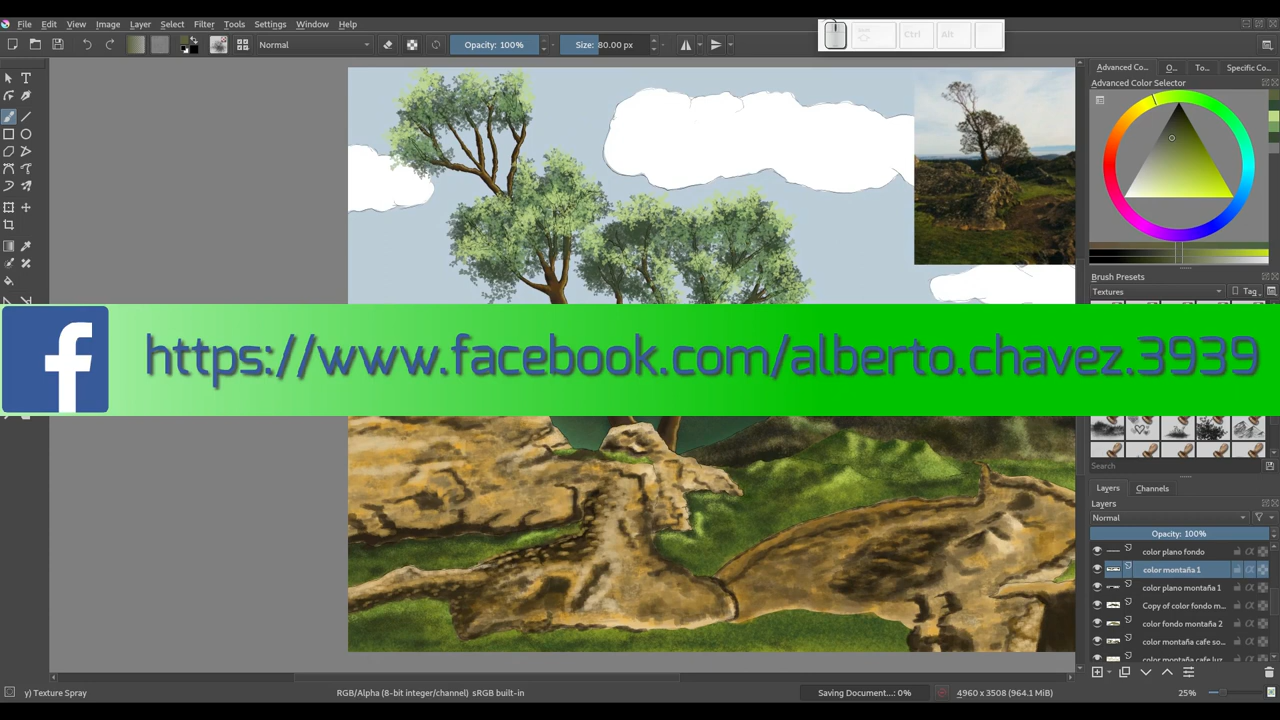 File Edit View Image Layer Select Filter Tools Settings Window Help
Normal Opacity: 100% Size: 80.00 px
Ctrl Alt
Advanced Co... O... To... Specific Co...
Advanced Color Selector
Brush Presets
Textures Tag
f https://www.facebook.com/alberto.chavez.3939
Search
Layers Channels
Layers
Normal
Opacity: 100%
color plano fondo
color montaña 1
color plano montaña 1
Copy of color fondo m...
color fondo montaña 2
color montaña cafe so...
color montaña cafe luz
y) Texture Spray RGB/Alpha (8-bit integer/channel) sRGB built-in Saving Document...: 0% 4960 x 3508 (964.1 MiB) 25%